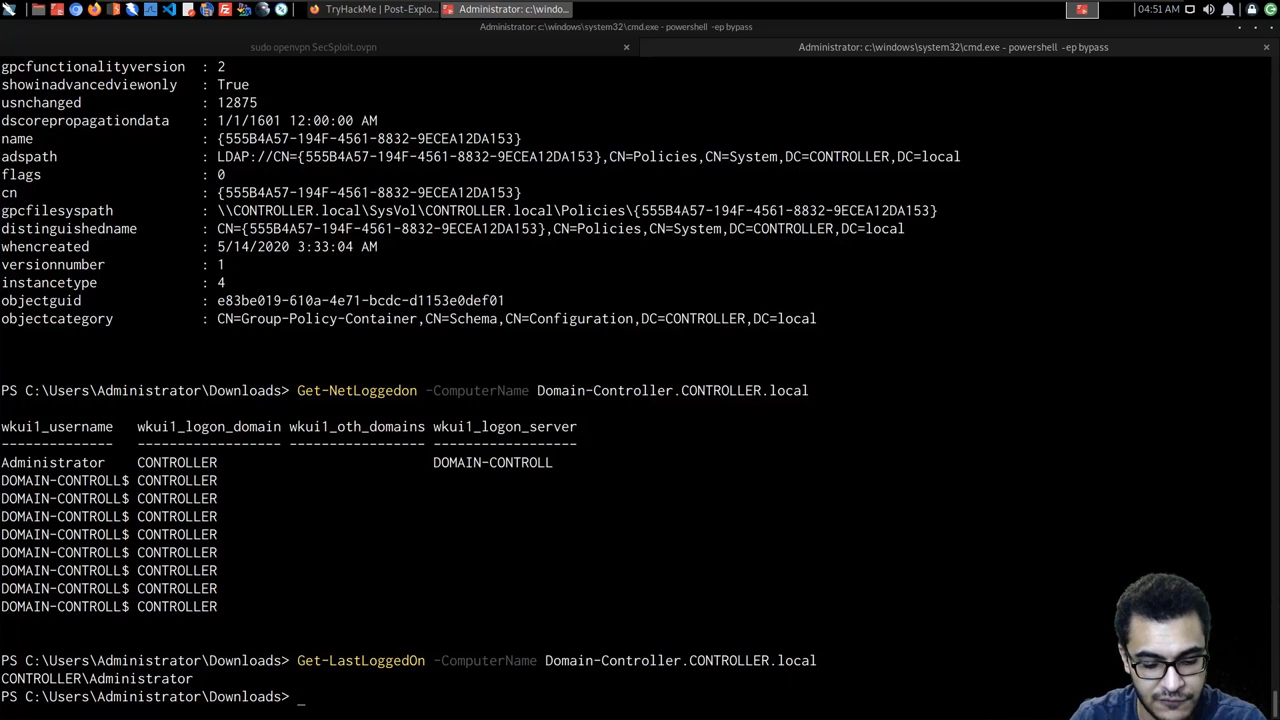 TryHackMe | Post-Explo...
Administrator: c:\windo...
04:51 AM
Administrator: c:\windows\system32\cmd.exe - powershell -ep bypass
sudo openvpn SecSploit.ovpn
Administrator: c:\windows\system32\cmd.exe - powershell -ep bypass
gpcfunctionalityversion : 2
showinadvancedviewonly : True
usnchanged : 12875
dscorepropagationdata : 1/1/1601 12:00:00 AM
name : {555B4A57-194F-4561-8832-9ECEA12DA153}
adspath : LDAP://CN={555B4A57-194F-4561-8832-9ECEA12DA153},CN=Policies,CN=System,DC=CONTROLLER,DC=local
flags : 0
cn : {555B4A57-194F-4561-8832-9ECEA12DA153}
gpcfilesyspath : \\CONTROLLER.local\SysVol\CONTROLLER.local\Policies\{555B4A57-194F-4561-8832-9ECEA12DA153}
distinguishedname : CN={555B4A57-194F-4561-8832-9ECEA12DA153},CN=Policies,CN=System,DC=CONTROLLER,DC=local
whencreated : 5/14/2020 3:33:04 AM
versionnumber : 1
instancetype : 4
objectguid : e83be019-610a-4e71-bcdc-d1153e0def01
objectcategory : CN=Group-Policy-Container,CN=Schema,CN=Configuration,DC=CONTROLLER,DC=local
PS C:\Users\Administrator\Downloads> Get-NetLoggedon -ComputerName Domain-Controller.CONTROLLER.local
wkui1_username wkui1_logon_domain wkui1_oth_domains wkui1_logon_server
-------------- ------------------ ----------------- ------------------
Administrator CONTROLLER DOMAIN-CONTROLL
DOMAIN-CONTROLL$ CONTROLLER
DOMAIN-CONTROLL$ CONTROLLER
DOMAIN-CONTROLL$ CONTROLLER
DOMAIN-CONTROLL$ CONTROLLER
DOMAIN-CONTROLL$ CONTROLLER
DOMAIN-CONTROLL$ CONTROLLER
DOMAIN-CONTROLL$ CONTROLLER
DOMAIN-CONTROLL$ CONTROLLER
PS C:\Users\Administrator\Downloads> Get-LastLoggedOn -ComputerName Domain-Controller.CONTROLLER.local
CONTROLLER\Administrator
PS C:\Users\Administrator\Downloads> _